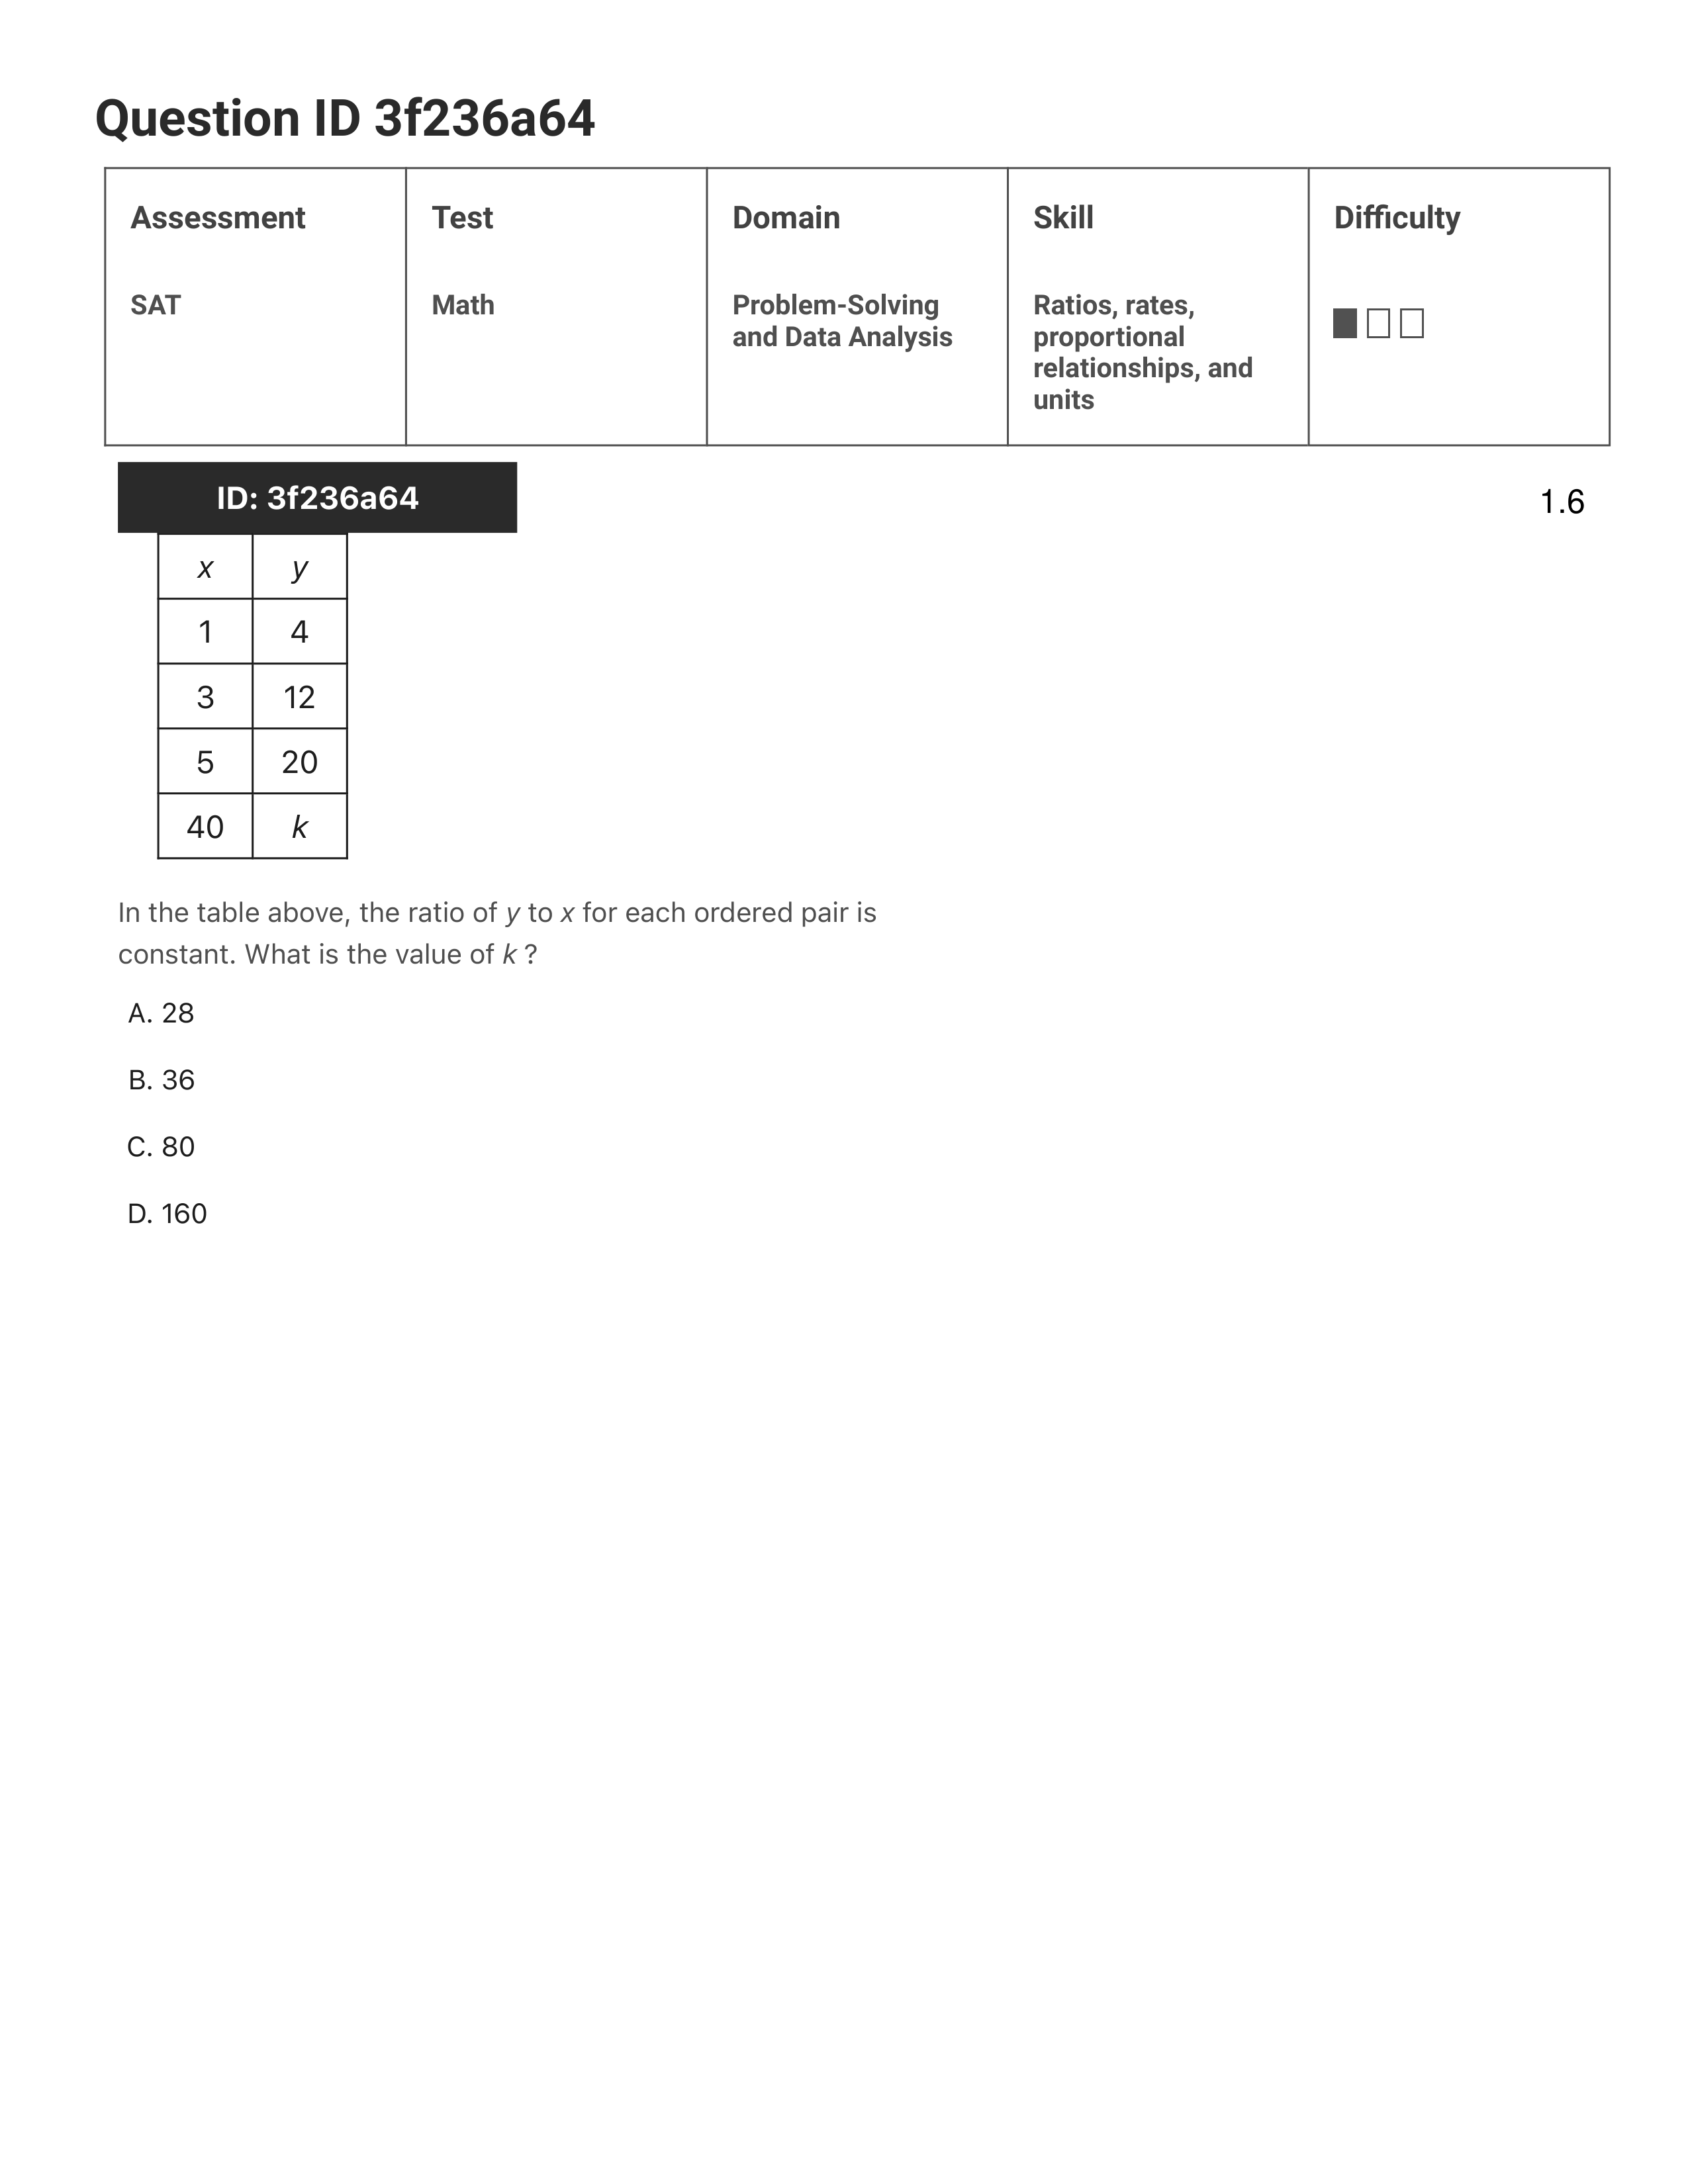 Question ID 3f236a64
Assessment Test Domain Skill Difficulty
SAT Math Problem-Solving and Data Analysis Ratios, rates, proportional relationships, and units
ID: 3f236a64 1.6
x y
1 4
3 12
5 20
40 k
In the table above, the ratio of y to x for each ordered pair is
constant. What is the value of k ?
A. 28
B. 36
C. 80
D. 160